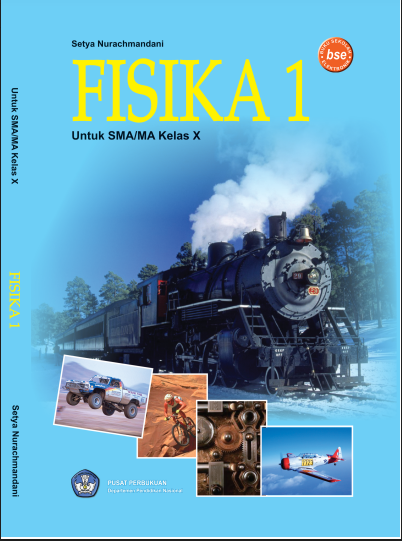 Setya Nurachmandani
FISIKA 1
Untuk SMA/MA Kelas X
bse
Untuk SMA/MA Kelas X
FISIKA 1
Setya Nurachmandani
PUSAT PERBUKUAN
Departemen Pendidikan Nasional